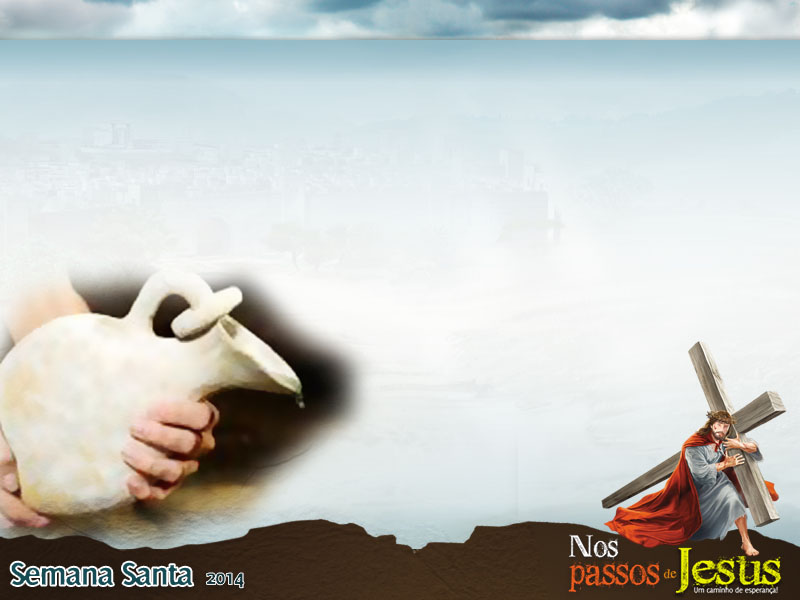 Semana Santa 2014
Nos
passos de Jesus
Um caminho de esperança!